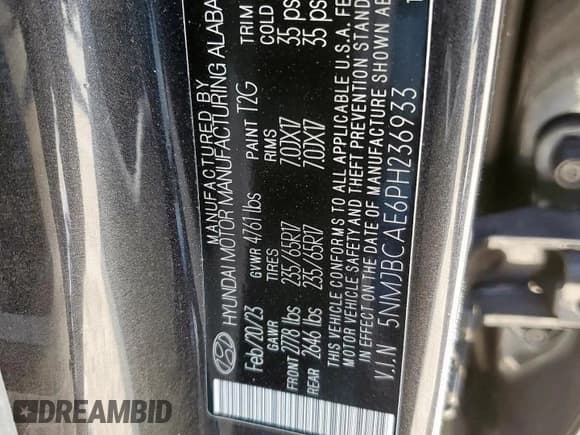 MANUFACTURED BY
HYUNDAI MOTOR MANUFACTURING ALABA
Feb/20/23 GVWR 4761 lbs PAINT T2G TRIM
GAWR TIRES RIMS COLD
FRONT 2778 lbs 235/65R17 7.0JX17 35 ps
REAR 2646 lbs 235/65R17 7.0JX17 35 ps
THIS VEHICLE CONFORMS TO ALL APPLICABLE U.S.A. FE
MOTOR VEHICLE SAFETY AND THEFT PREVENTION STAN
IN EFFECT ON THE DATE OF MANUFACTURE SHOWN AB
V.I.N 5NMJBCAE6PH236933
DREAMBID